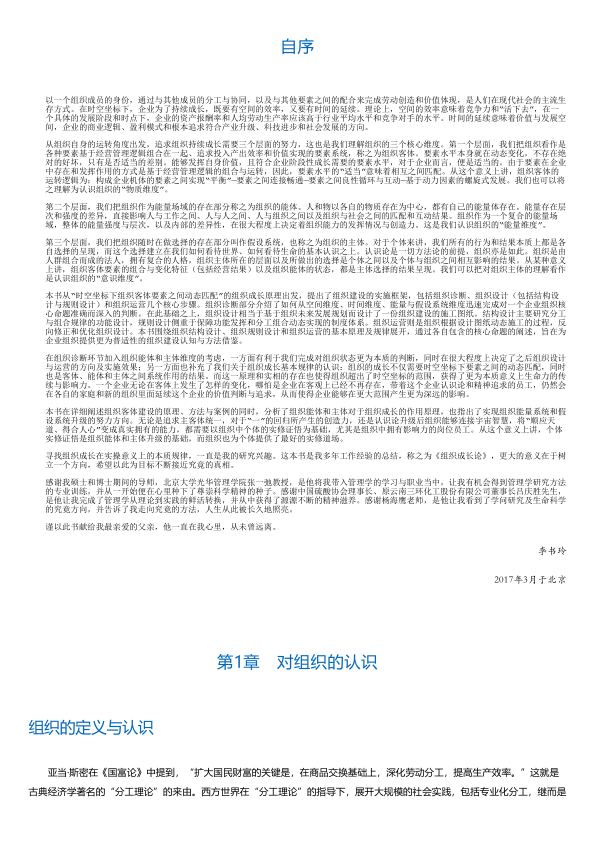 自序
以一个组织成员的身份，通过与其他成员的分工与协同，以及与其他要素之间的配合来完成劳动创造和价值体现，是人们在现代社会的主流生
存方式。在时空坐标下，企业为了持续成长，既要有空间的效率，又要有时间的延续。理论上，空间的效率意味着竞争力和“活下去”，在一
个具体的发展阶段和时点下，企业的资产报酬率和人均劳动生产率应该高于行业平均水平和竞争对手的水平。时间的延续意味着价值与发展空
间，企业的商业逻辑、盈利模式和根本追求符合产业升级、科技进步和社会发展的方向。
从组织自身的运转角度出发，追求组织持续成长需要三个层面的努力，这也是我们理解组织的三个核心维度。第一个层面，我们把组织看作是
各种要素基于经营管理逻辑组合在一起、追求投入产出效率和价值实现的要素系统，称之为组织客体。要素水平本身就在动态变化，不存在绝
对的好坏，只有是否适当的差别。能够发挥自身价值，且符合企业阶段性成长需要的要素水平，对于企业而言，便是适当的。由于要素在企业
中存在和发挥作用的方式是基于经营管理逻辑的组合与运转，因此，要素水平的“适当”意味着相互之间匹配。从这个意义上讲，组织客体的
运转逻辑为：构成企业机体的要素之间实现“平衡”—要素之间连接畅通—要素之间良性循环与互动—基于动力因素的螺旋式发展。我们也可以将
之理解为认识组织的“物质维度”。
第二个层面，我们把组织作为能量场域的存在部分称之为组织的能体。人和物以各自的物质存在为中心，都有自己的能量体存在、能量存在层
次和强度的差异，直接影响人与工作之间、人与人之间、人与组织之间以及组织与社会之间的匹配和互动结果。组织作为一个复合的能量场
域，整体的能量强度与层次，以及内部的差异性，在很大程度上决定着组织能力的发挥情况与创造力。这是我们认识组织的“能量维度”。
第三个层面，我们把组织随时在做选择的存在部分叫作假设系统，也称之为组织的主体。对于个体来讲，我们所有的行为和结果本质上都是各
自选择的呈现，而这个选择建立在我们如何看待世界、如何看待生命的基本认识之上。认识论是一切方法论的前提，组织亦是如此。组织是由
人群组合而成的法人，拥有复合的人格，组织主体所在的层面以及所做出的选择是个体之间以及个体与组织之间相互影响的结果。从某种意义
上讲，组织客体要素的组合与变化特征（包括经营结果）以及组织能体的状态，都是主体选择的结果呈现。我们可以把对组织主体的理解看作
是认识组织的“意识维度”。
本书从“时空坐标下组织客体要素之间动态匹配”的组织成长原理出发，提出了组织建设的实施框架，包括组织诊断、组织设计（包括结构设
计与规则设计）和组织运营几个核心步骤。组织诊断部分介绍了如何从空间维度、时间维度、能量与假设系统维度迅速完成对一个企业组织核
心命题准确而深入的判断。在此基础上，组织设计相当于基于组织未来发展规划而设计了一份组织建设的施工图纸。结构设计主要研究分工
与组合规律的功能设计，规则设计侧重于保障功能发挥和分工组合动态实现的制度体系。组织运营则是组织根据设计图纸动态施工的过程，反
向修正和优化组织设计。本书围绕组织结构设计、组织规则设计和组织运营的基本原理及规律展开，通过各自包含的核心命题的阐述，旨在为
企业组织提供更为普适性的组织建设认知与方法借鉴。
在组织诊断环节加入组织能体和主体维度的考虑，一方面有利于我们完成对组织状态更为本质的判断，同时在很大程度上决定了之后组织设计
与运营的方向及实施效果；另一方面也补充了我们关于组织成长基本规律的认识：组织的成长不仅需要时空坐标下要素之间的动态匹配，同时
也是客体、能体和主体之间系统作用的结果。而这一原理和实相的存在也使得组织超出了时空坐标的范围，获得了更为本质意义上生命力的传
续与影响力。一个企业无论在客体上发生了怎样的变化，哪怕是企业在客观上已经不再存在，带着这个企业认识论和精神追求的员工，仍然会
在各自的家庭和新的组织里面延续这个企业的价值判断与追求，从而使得企业能够在更大范围产生更为深远的影响。
本书在详细阐述组织客体建设的原理、方法与案例的同时，分析了组织能体和主体对于组织成长的作用原理，也指出了实现组织能量系统和假
设系统升级的努力方向。无论是追求主客体统一，对于“一”的回归所产生的创造力，还是认识论升级后组织能够连接宇宙智慧，将“顺应天
道、得合人心”变成真实拥有的能力，都需要以组织中个体的实修证悟为基础，尤其是组织中拥有影响力的岗位员工。从这个意义上讲，个体
实修证悟是组织能体和主体升级的基础，而组织也为个体提供了最好的实修道场。
寻找组织成长在实操意义上的本质规律，一直是我的研究兴趣。这本书是我多年工作经验的总结，称之为《组织成长论》，更大的意义在于树
立一个方向，希望以此为目标不断接近究竟的真相。
感谢我硕士和博士期间的导师，北京大学光华管理学院张一弛教授，是他将我带入管理学的学习与职业当中，让我有机会得到管理学研究方法
的专业训练，并从一开始便在心里种下了尊崇科学精神的种子。感谢中国硫酸协会理事长、原云南三环化工股份有限公司董事长吕庆胜先生，
是他让我完成了管理学从理论到实践的鲜活转换，并从中获得了源源不断的精神滋养。感谢杨海鹰老师，是他让我看到了学问研究及生命科学
的究竟方向，并告诉了我走向究竟的方法，人生从此被长久地照亮。
谨以此书献给我最亲爱的父亲，他一直在我心里，从未曾远离。
李书玲
2017年3月于北京
第1章　对组织的认识
组织的定义与认识
亚当·斯密在《国富论》中提到，“扩大国民财富的关键是，在商品交换基础上，深化劳动分工，提高生产效率。”这就是
古典经济学著名的“分工理论”的来由。西方世界在“分工理论”的指导下，展开大规模的社会实践，包括专业化分工，继而是